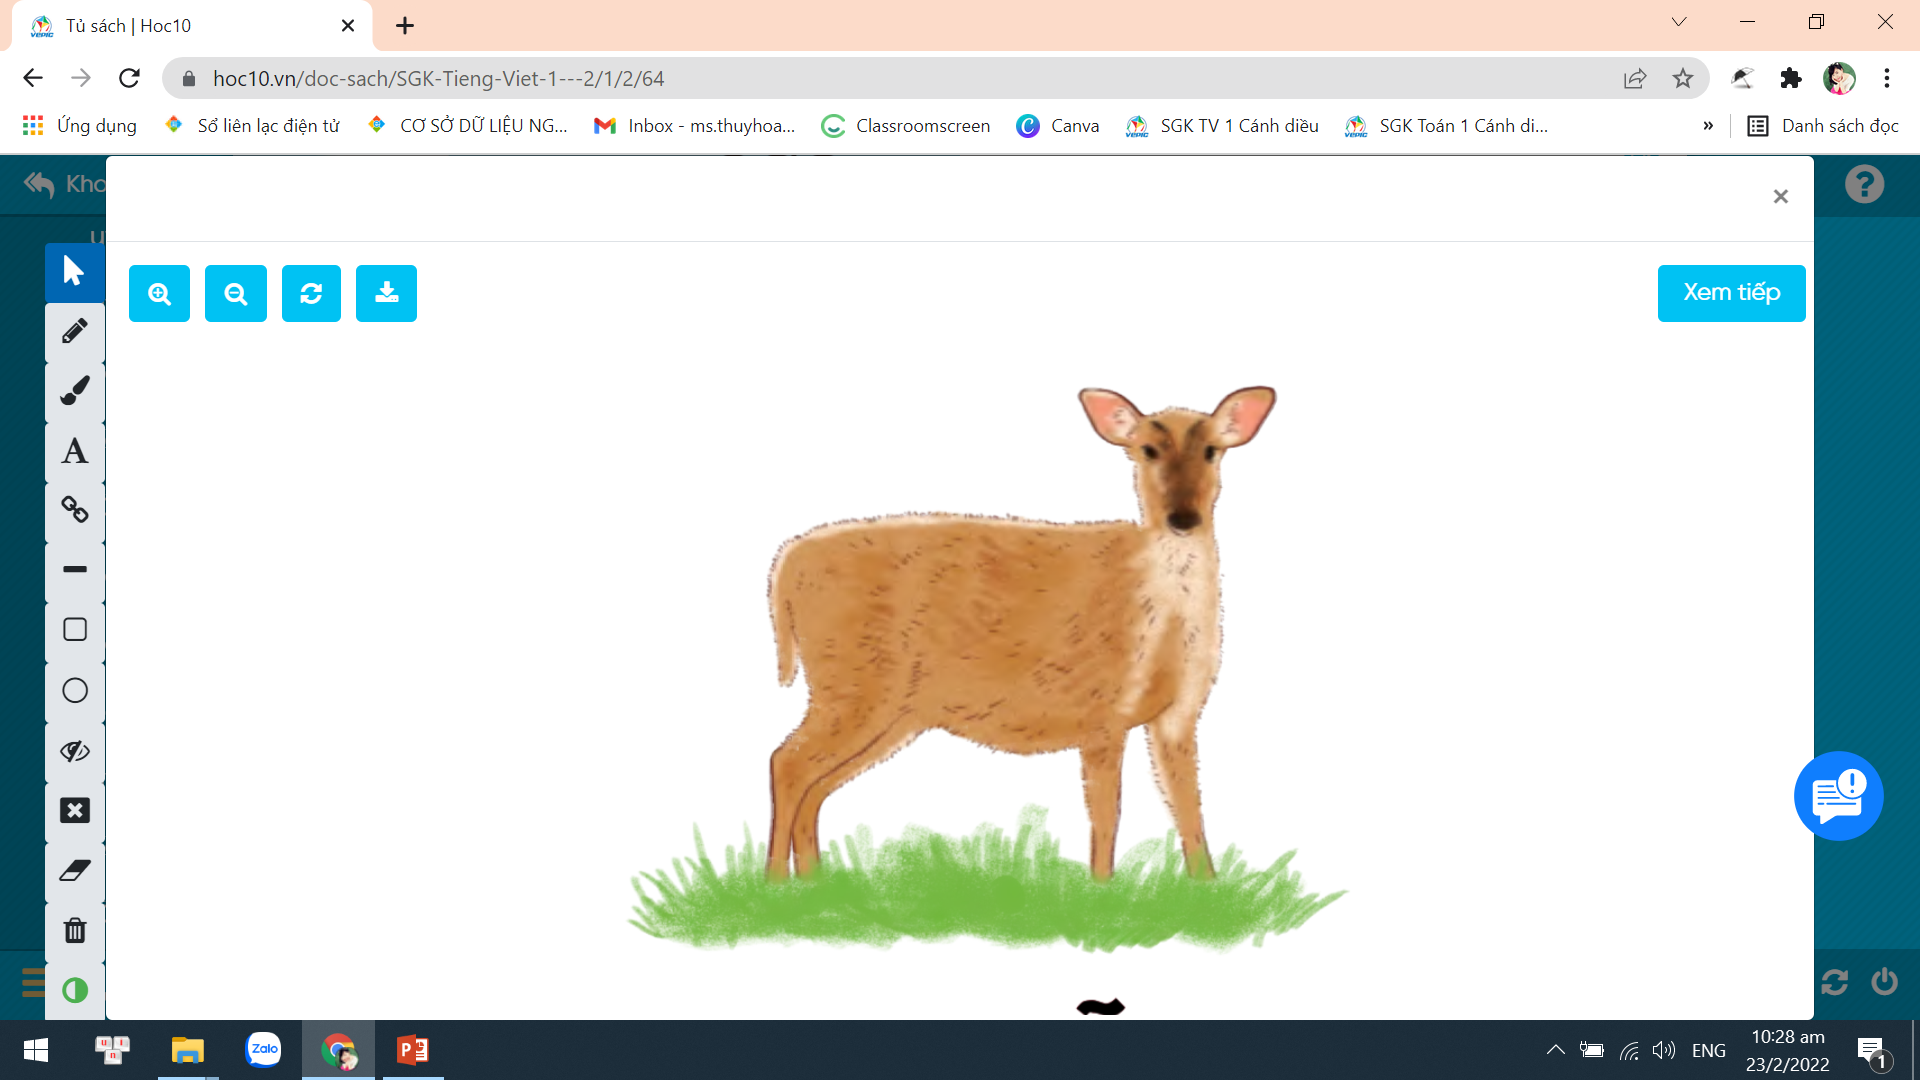 Tủ sách | Hoc10
hoc10.vn/doc-sach/SGK-Tieng-Viet-1---2/1/2/64
Ứng dụng
Sổ liên lạc điện tử
CƠ SỞ DỮ LIỆU NG...
Inbox - ms.thuyhoa...
Classroomscreen
Canva
SGK TV 1 Cánh diều
SGK Toán 1 Cánh di...
»
Danh sách đọc
Kho
Xem tiếp
A
Zalo
ENG
10:28 am
23/2/2022
1